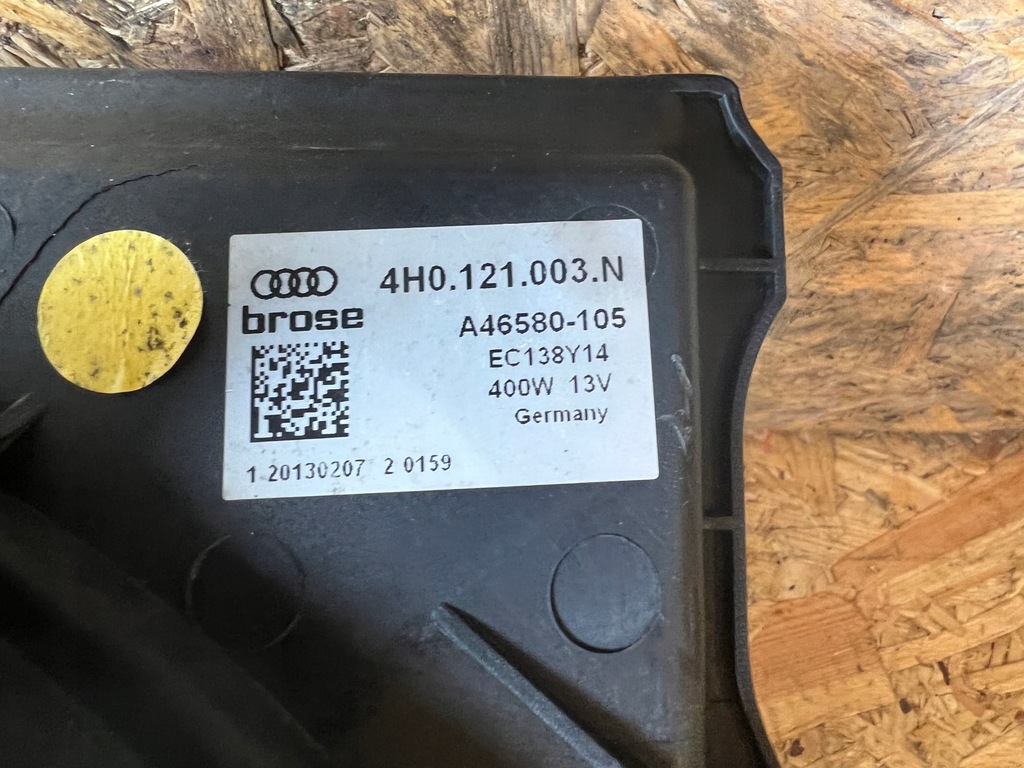 4H0.121.003.N
brose
A46580-105
EC138Y14
400W 13V
Germany
1 20130207 2 0159